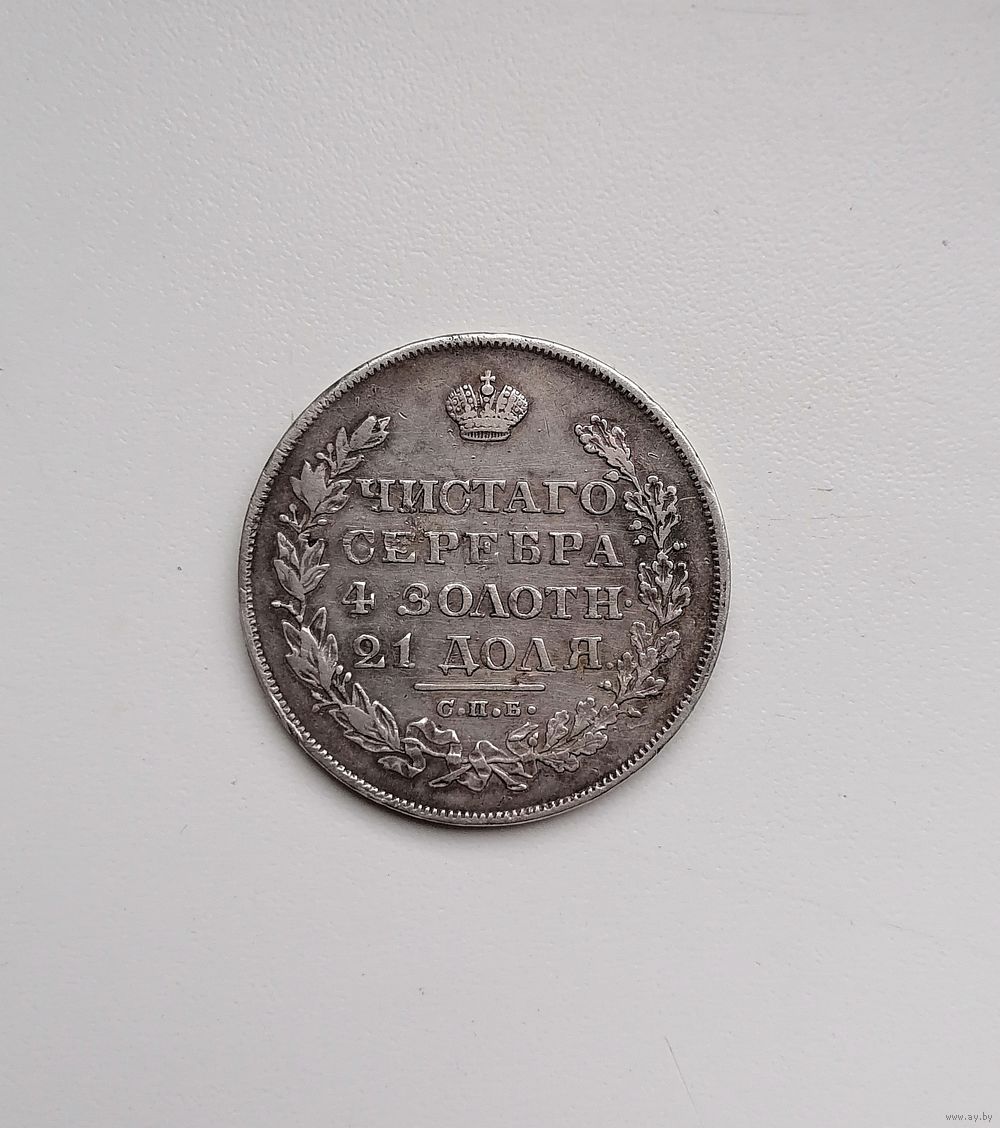 ЧИСТАГО
СЕРЕБРА
4 ЗОЛОТН·
21 ДОЛЯ.
С·П·Б·
www.ay.by